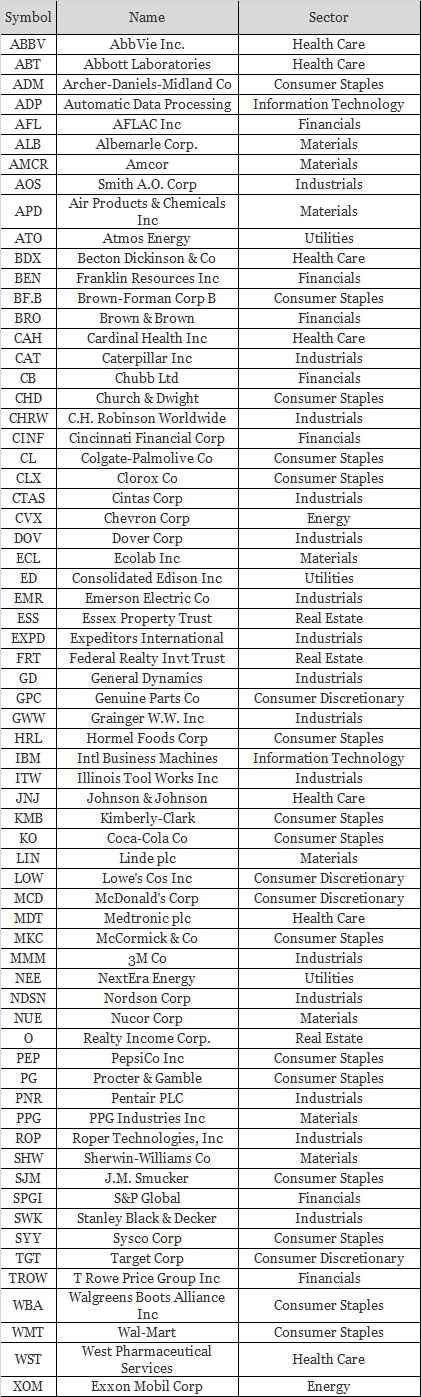 Symbol Name Sector
ABBV AbbVie Inc. Health Care
ABT Abbott Laboratories Health Care
ADM Archer-Daniels-Midland Co Consumer Staples
ADP Automatic Data Processing Information Technology
AFL AFLAC Inc Financials
ALB Albemarle Corp. Materials
AMCR Amcor Materials
AOS Smith A.O. Corp Industrials
APD Air Products & Chemicals
Inc Materials
ATO Atmos Energy Utilities
BDX Becton Dickinson & Co Health Care
BEN Franklin Resources Inc Financials
BF.B Brown-Forman Corp B Consumer Staples
BRO Brown & Brown Financials
CAH Cardinal Health Inc Health Care
CAT Caterpillar Inc Industrials
CB Chubb Ltd Financials
CHD Church & Dwight Consumer Staples
CHRW C.H. Robinson Worldwide Industrials
CINF Cincinnati Financial Corp Financials
CL Colgate-Palmolive Co Consumer Staples
CLX Clorox Co Consumer Staples
CTAS Cintas Corp Industrials
CVX Chevron Corp Energy
DOV Dover Corp Industrials
ECL Ecolab Inc Materials
ED Consolidated Edison Inc Utilities
EMR Emerson Electric Co Industrials
ESS Essex Property Trust Real Estate
EXPD Expeditors International Industrials
FRT Federal Realty Invt Trust Real Estate
GD General Dynamics Industrials
GPC Genuine Parts Co Consumer Discretionary
GWW Grainger W.W. Inc Industrials
HRL Hormel Foods Corp Consumer Staples
IBM Intl Business Machines Information Technology
ITW Illinois Tool Works Inc Industrials
JNJ Johnson & Johnson Health Care
KMB Kimberly-Clark Consumer Staples
KO Coca-Cola Co Consumer Staples
LIN Linde plc Materials
LOW Lowe's Cos Inc Consumer Discretionary
MCD McDonald's Corp Consumer Discretionary
MDT Medtronic plc Health Care
MKC McCormick & Co Consumer Staples
MMM 3M Co Industrials
NEE NextEra Energy Utilities
NDSN Nordson Corp Industrials
NUE Nucor Corp Materials
O Realty Income Corp. Real Estate
PEP PepsiCo Inc Consumer Staples
PG Procter & Gamble Consumer Staples
PNR Pentair PLC Industrials
PPG PPG Industries Inc Materials
ROP Roper Technologies, Inc Industrials
SHW Sherwin-Williams Co Materials
SJM J.M. Smucker Consumer Staples
SPGI S&P Global Financials
SWK Stanley Black & Decker Industrials
SYY Sysco Corp Consumer Staples
TGT Target Corp Consumer Discretionary
TROW T Rowe Price Group Inc Financials
WBA Walgreens Boots Alliance
Inc Consumer Staples
WMT Wal-Mart Consumer Staples
WST West Pharmaceutical
Services Health Care
XOM Exxon Mobil Corp Energy